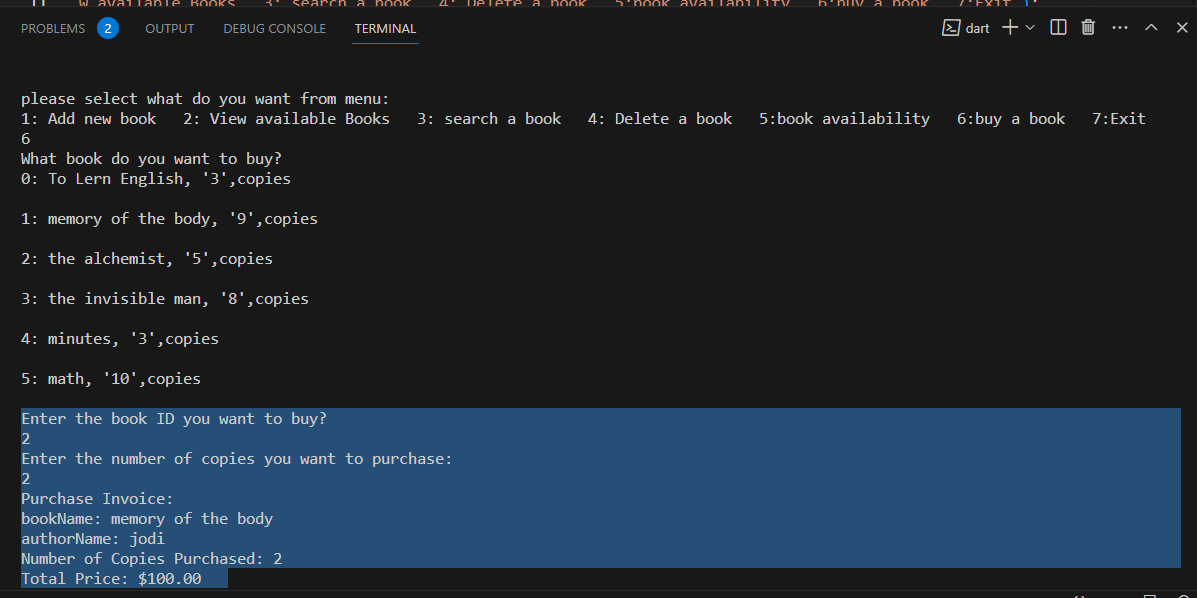 w available Books   3: search a book   4: Delete a book   5:book availability   6:buy a book   7:Exit );
PROBLEMS 2 OUTPUT DEBUG CONSOLE TERMINAL dart
please select what do you want from menu:
1: Add new book   2: View available Books   3: search a book   4: Delete a book   5:book availability   6:buy a book   7:Exit
6
What book do you want to buy?
0: To Lern English, '3',copies
1: memory of the body, '9',copies
2: the alchemist, '5',copies
3: the invisible man, '8',copies
4: minutes, '3',copies
5: math, '10',copies
Enter the book ID you want to buy?
2
Enter the number of copies you want to purchase:
2
Purchase Invoice:
bookName: memory of the body
authorName: jodi
Number of Copies Purchased: 2
Total Price: $100.00